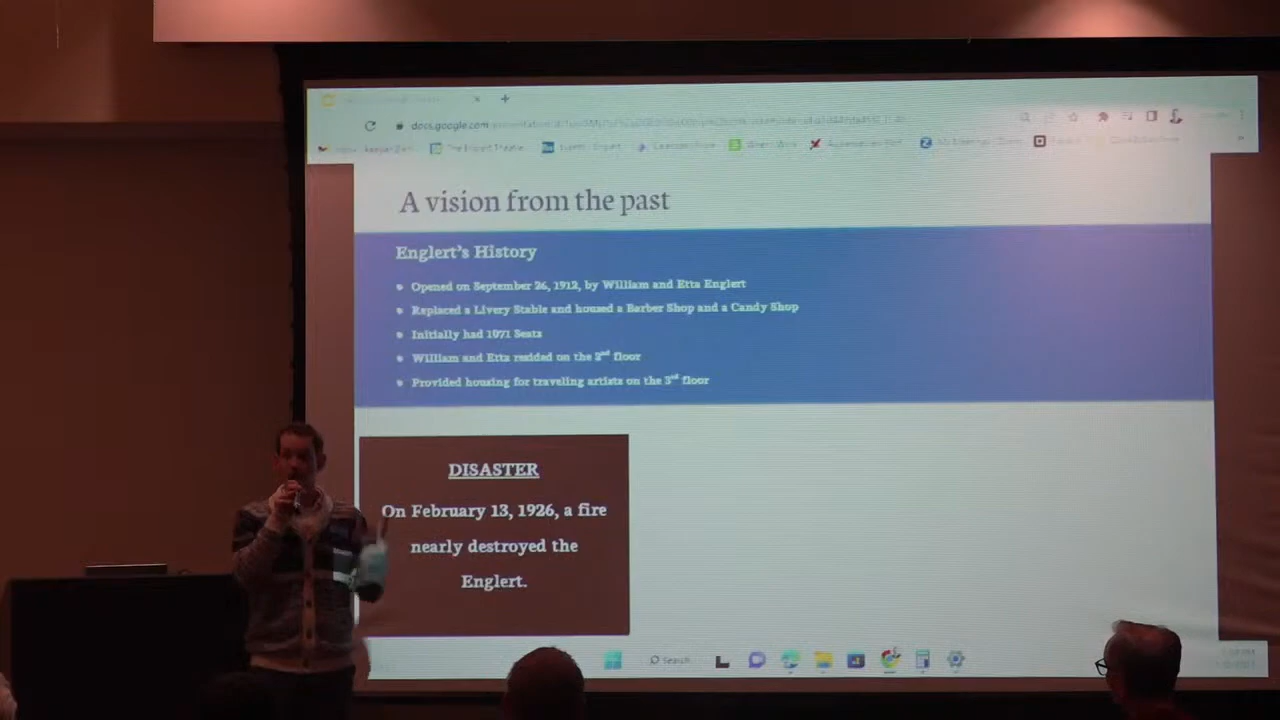 docs.google.com
The Englert Theatre
A vision from the past
Englert's History
• Opened on September 26, 1912, by William and Etta Englert
• Replaced a Livery Stable and housed a Barber Shop and a Candy Shop
• Initially had 1071 Seats
• William and Etta resided on the 2nd floor
• Provided housing for traveling artists on the 3rd floor
DISASTER
On February 13, 1926, a fire
nearly destroyed the
Englert.
Search